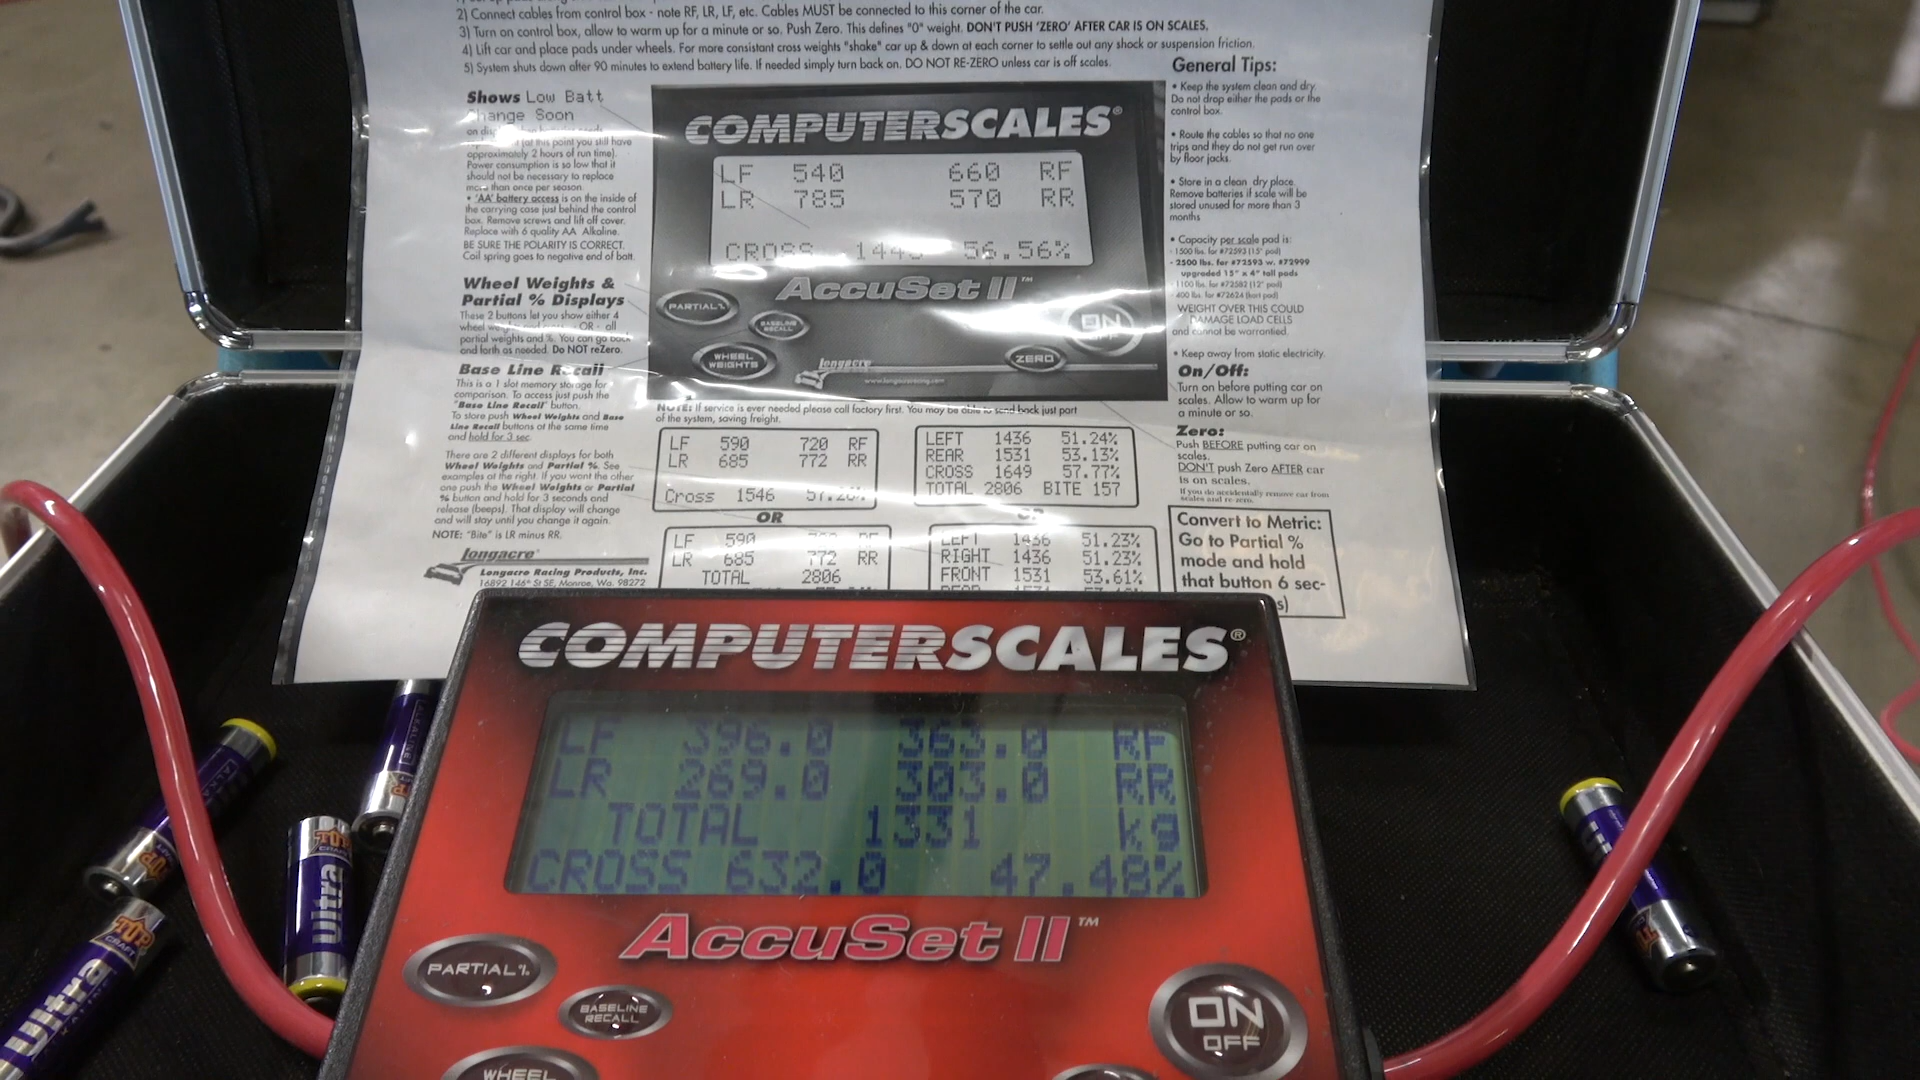 2) Connect cables from control box - note RF, LR, LF, etc. Cables MUST be connected to this corner of the car.
3) Turn on control box, allow to warm up for a minute or so. Push Zero. This defines "0" weight. DON'T PUSH 'ZERO' AFTER CAR IS ON SCALES.
4) Lift car and place pads under wheels. For more consistent cross weights "shake" car up & down at each corner to settle out any shock or suspension friction.
5) System shuts down after 90 minutes to extend battery life. If needed simply turn back on. DO NOT RE-ZERO unless car is off scales.
Shows Low Batt
Change Soon
(at this point you still have
approximately 2 hours of run time).
Power consumption is so low that it
should not be necessary to replace
more than once per season.
• 'AA' battery access is on the inside of
the carrying case just behind the control
box. Remove screws and lift off cover.
Replace with 6 quality AA Alkaline.
BE SURE THE POLARITY IS CORRECT.
Coil spring goes to negative end of batt.
Wheel Weights &
Partial % Displays
These 2 buttons let you show either 4
wheel - OR - all
partial weights and %. You can go back
and forth as needed. Do NOT reZero.
Base Line Recall
This is a 1 slot memory storage for
comparison. To access just push the
"Base Line Recall" button.
To store push Wheel Weights and Base
Line Recall buttons at the same time
and hold for 3 sec.
There are 2 different displays for both
Wheel Weights and Partial %. See
examples at the right. If you want the other
one push the Wheel Weights or Partial
% button and hold for 3 seconds and
release (beeps). That display will change
and will stay until you change it again.
NOTE: "Bite" is LR minus RR.
Longacre®
Longacre Racing Products, Inc.
16892 146th St SE, Monroe, Wa. 98272
COMPUTERSCALES®
LF 540 660 RF
LR 785 570 RR
CROSS 1445 56.56%
AccuSet II™
PARTIAL%
BASELINE
RECALL
WHEEL
WEIGHTS
Longacre
www.longacreracing.com
ZERO
ON
OFF
NOTE: If service is ever needed please call factory first. You may be able to send back just part
of the system, saving freight.
LF 590 720 RF
LR 685 772 RR
Cross 1546
LEFT 1436 51.24%
REAR 1531 53.13%
CROSS 1649 57.77%
TOTAL 2806 BITE 157
OR
LF 590 RF
LR 685 772 RR
TOTAL 2806
OR
LEFT 1436 51.23%
RIGHT 1436 51.23%
FRONT 1531 53.61%
General Tips:
• Keep the system clean and dry.
Do not drop either the pads or the
control box.
• Route the cables so that no one
trips and they do not get run over
by floor jacks.
• Store in a clean dry place.
Remove batteries if scale will be
stored unused for more than 3
months
• Capacity per scale pad is:
- 1500 lbs. for #72593 (15" pad)
- 2500 lbs. for #72593 w. #72999
upgraded 15" x 4" tall pads
- 1100 lbs. for #72582 (12" pad)
- 400 lbs. for #72624 (kart pad)
WEIGHT OVER THIS COULD
DAMAGE LOAD CELLS
and cannot be warrantied.
• Keep away from static electricity.
On/Off:
Turn on before putting car on
scales. Allow to warm up for
a minute or so.
Zero:
Push BEFORE putting car on
scales.
DON'T push Zero AFTER car
is on scales.
If you do accidentally remove car from
scales and re-zero.
Convert to Metric:
Go to Partial %
mode and hold
that button 6 sec-
COMPUTERSCALES®
LF 396.0 363.0 RF
LR 269.0 303.0 RR
TOTAL 1331 kg
CROSS 632.0 47.48%
AccuSet II™
PARTIAL%
BASELINE
RECALL
WHEEL
ON
OFF
TOP
CRAFT
Ultra
TOP
CRAFT
Ultra